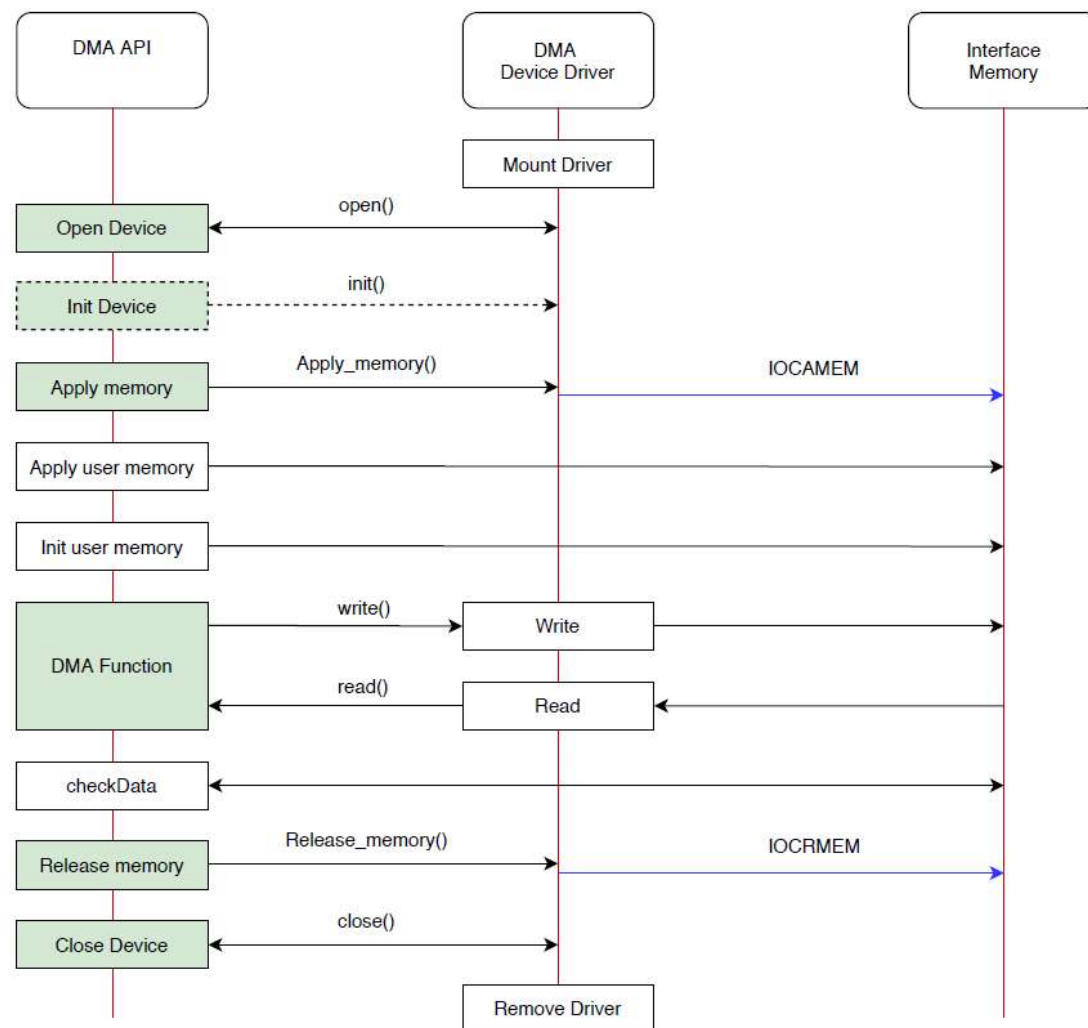 DMA API
DMA
Device Driver
Interface
Memory
Mount Driver
open()
Open Device
init()
Init Device
Apply_memory()
IOCAMEM
Apply memory
Apply user memory
Init user memory
write()
Write
DMA Function
read()
Read
checkData
Release_memory()
IOCRMEM
Release memory
close()
Close Device
Remove Driver